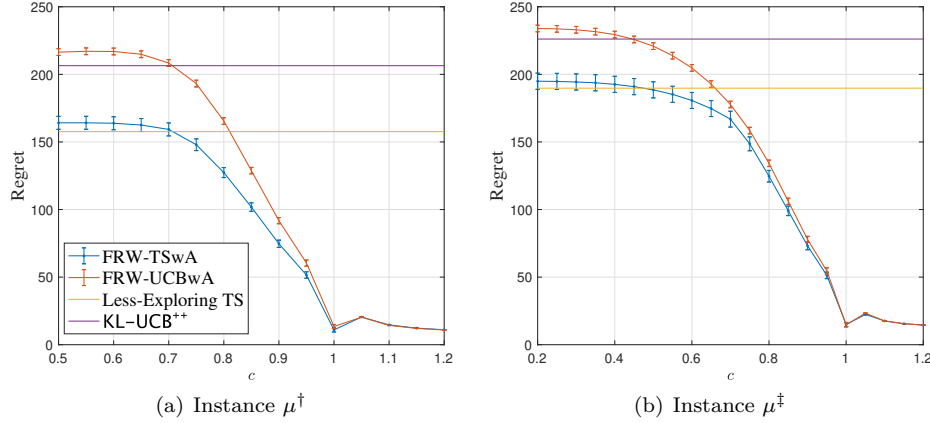 250
200
150
100
50
0
Regret
FRW-TSwA
FRW-UCBwA
Less-Exploring TS
KL-UCB++
0.5 0.6 0.7 0.8 0.9 1 1.1 1.2
c
(a) Instance μ†
250
200
150
100
50
0
Regret
0.2 0.4 0.6 0.8 1 1.2
c
(b) Instance μ‡